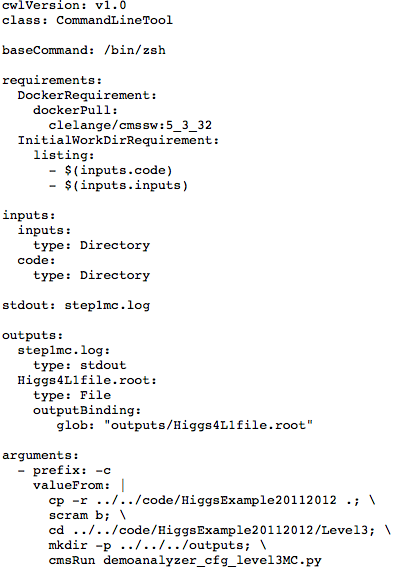 cwlVersion: v1.0
class: CommandLineTool

baseCommand: /bin/zsh

requirements:
  DockerRequirement:
    dockerPull:
      clelange/cmssw:5_3_32
  InitialWorkDirRequirement:
    listing:
      - $(inputs.code)
      - $(inputs.inputs)

inputs:
  inputs:
    type: Directory
  code:
    type: Directory

stdout: step1mc.log

outputs:
  step1mc.log:
    type: stdout
  Higgs4L1file.root:
    type: File
    outputBinding:
       glob: "outputs/Higgs4L1file.root"

arguments:
  - prefix: -c
    valueFrom: |
      cp -r ../../code/HiggsExample20112012 .; \
      scram b; \
      cd ../../code/HiggsExample20112012/Level3; \
      mkdir -p ../../../outputs; \
      cmsRun demoanalyzer_cfg_level3MC.py